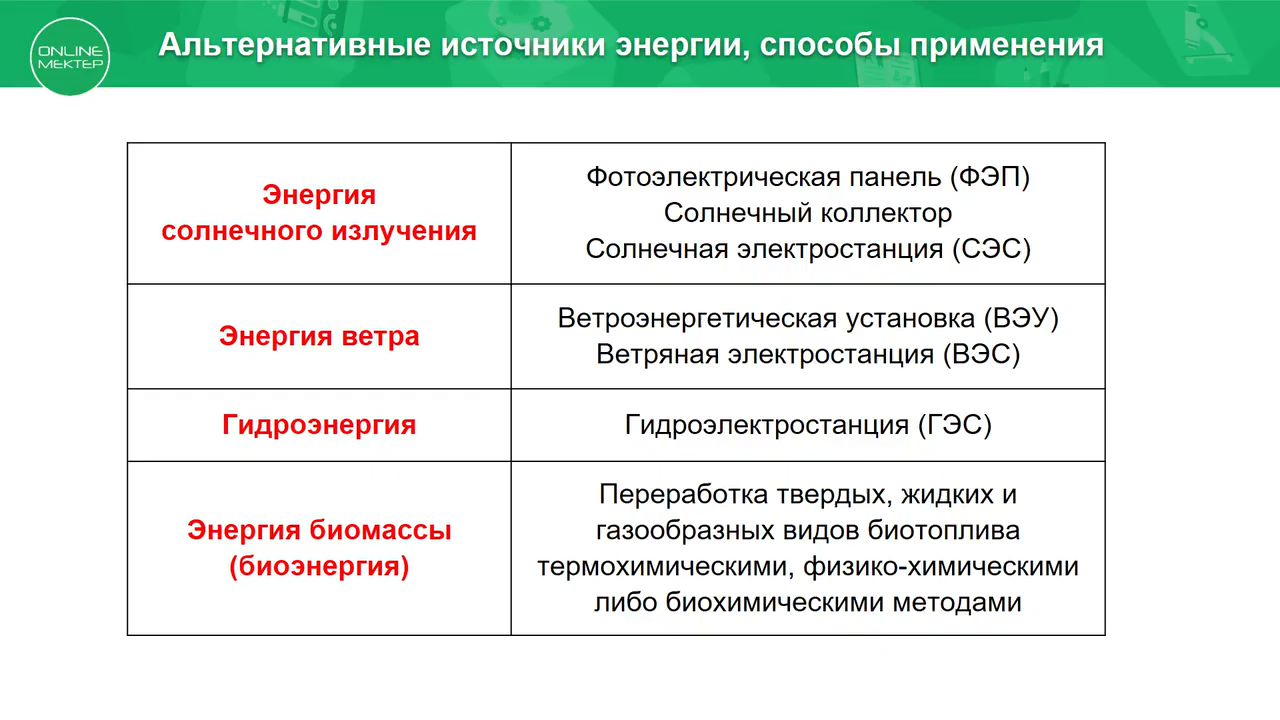 ONLINE
МЕКТЕР
Альтернативные источники энергии, способы применения
Энергия
солнечного излучения
Фотоэлектрическая панель (ФЭП)
Солнечный коллектор
Солнечная электростанция (СЭС)
Энергия ветра
Ветроэнергетическая установка (ВЭУ)
Ветряная электростанция (ВЭС)
Гидроэнергия
Гидроэлектростанция (ГЭС)
Энергия биомассы
(биоэнергия)
Переработка твердых, жидких и
газообразных видов биотоплива
термохимическими, физико-химическими
либо биохимическими методами